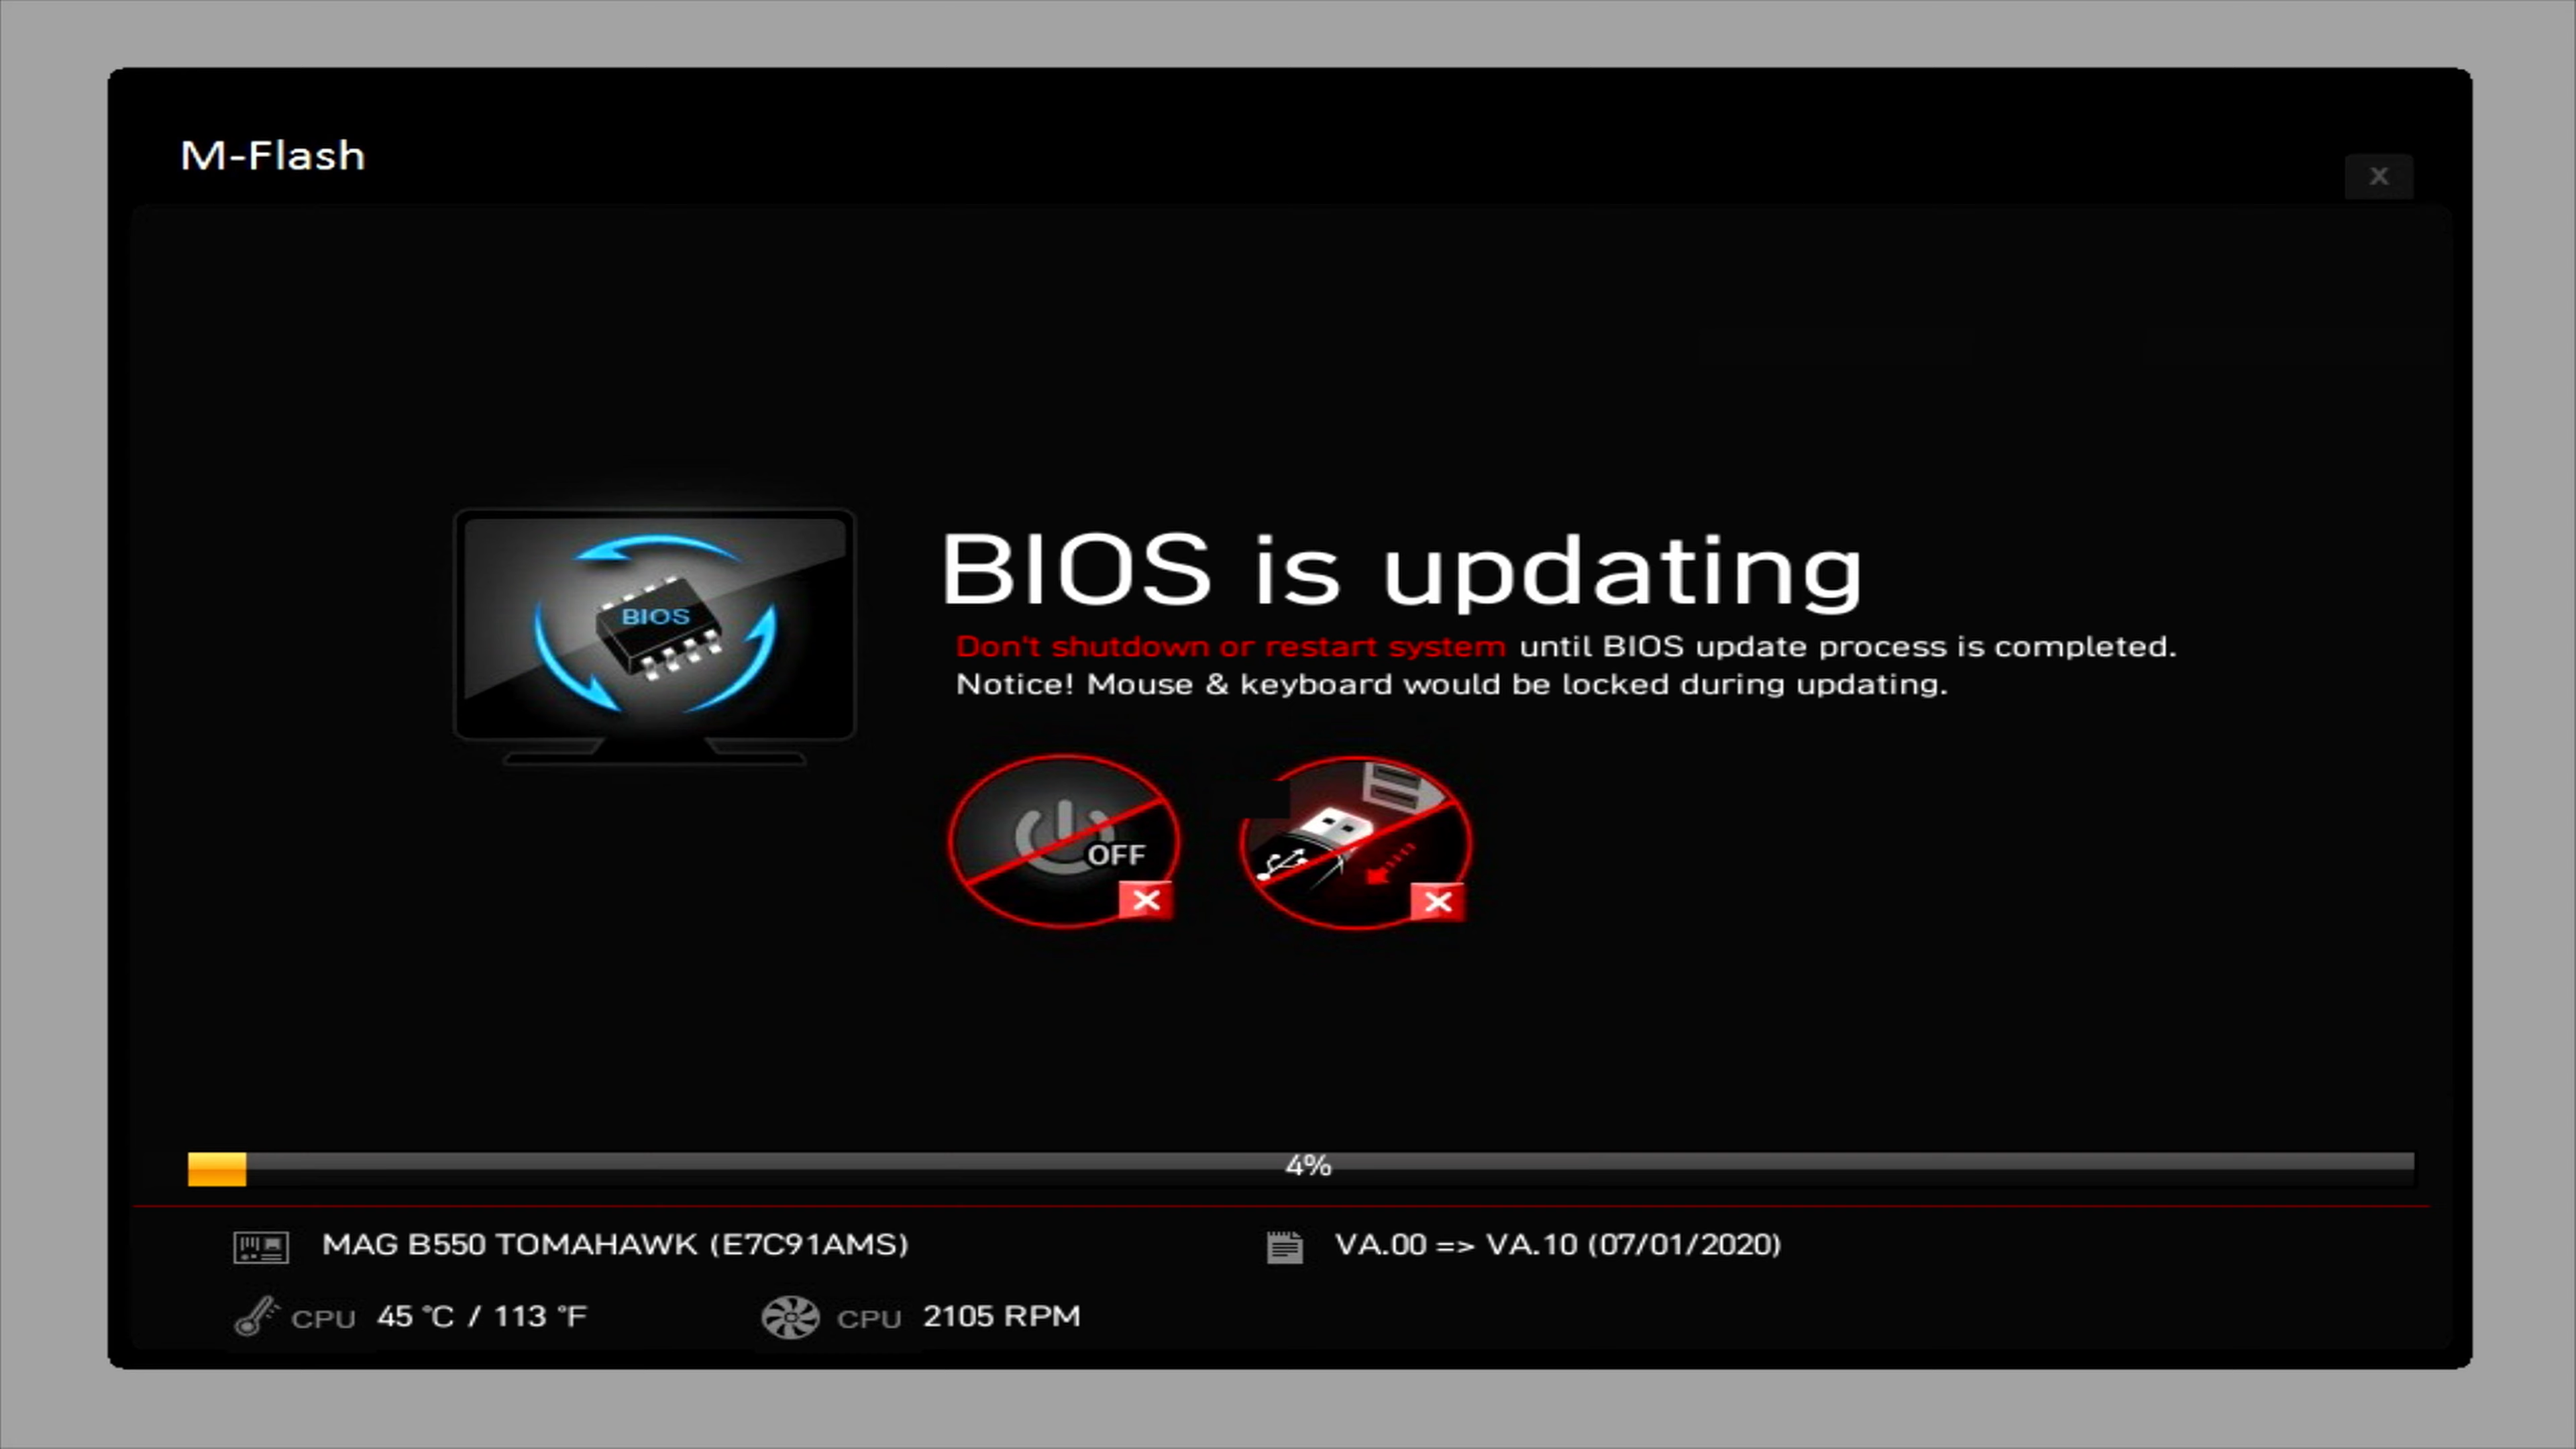 M-Flash
X
BIOS
BIOS is updating
Don't shutdown or restart system until BIOS update process is completed.
Notice! Mouse & keyboard would be locked during updating.
OFF
4%
MAG B550 TOMAHAWK (E7C91AMS)
VA.00 => VA.10 (07/01/2020)
CPU 45 °C / 113 °F
CPU 2105 RPM